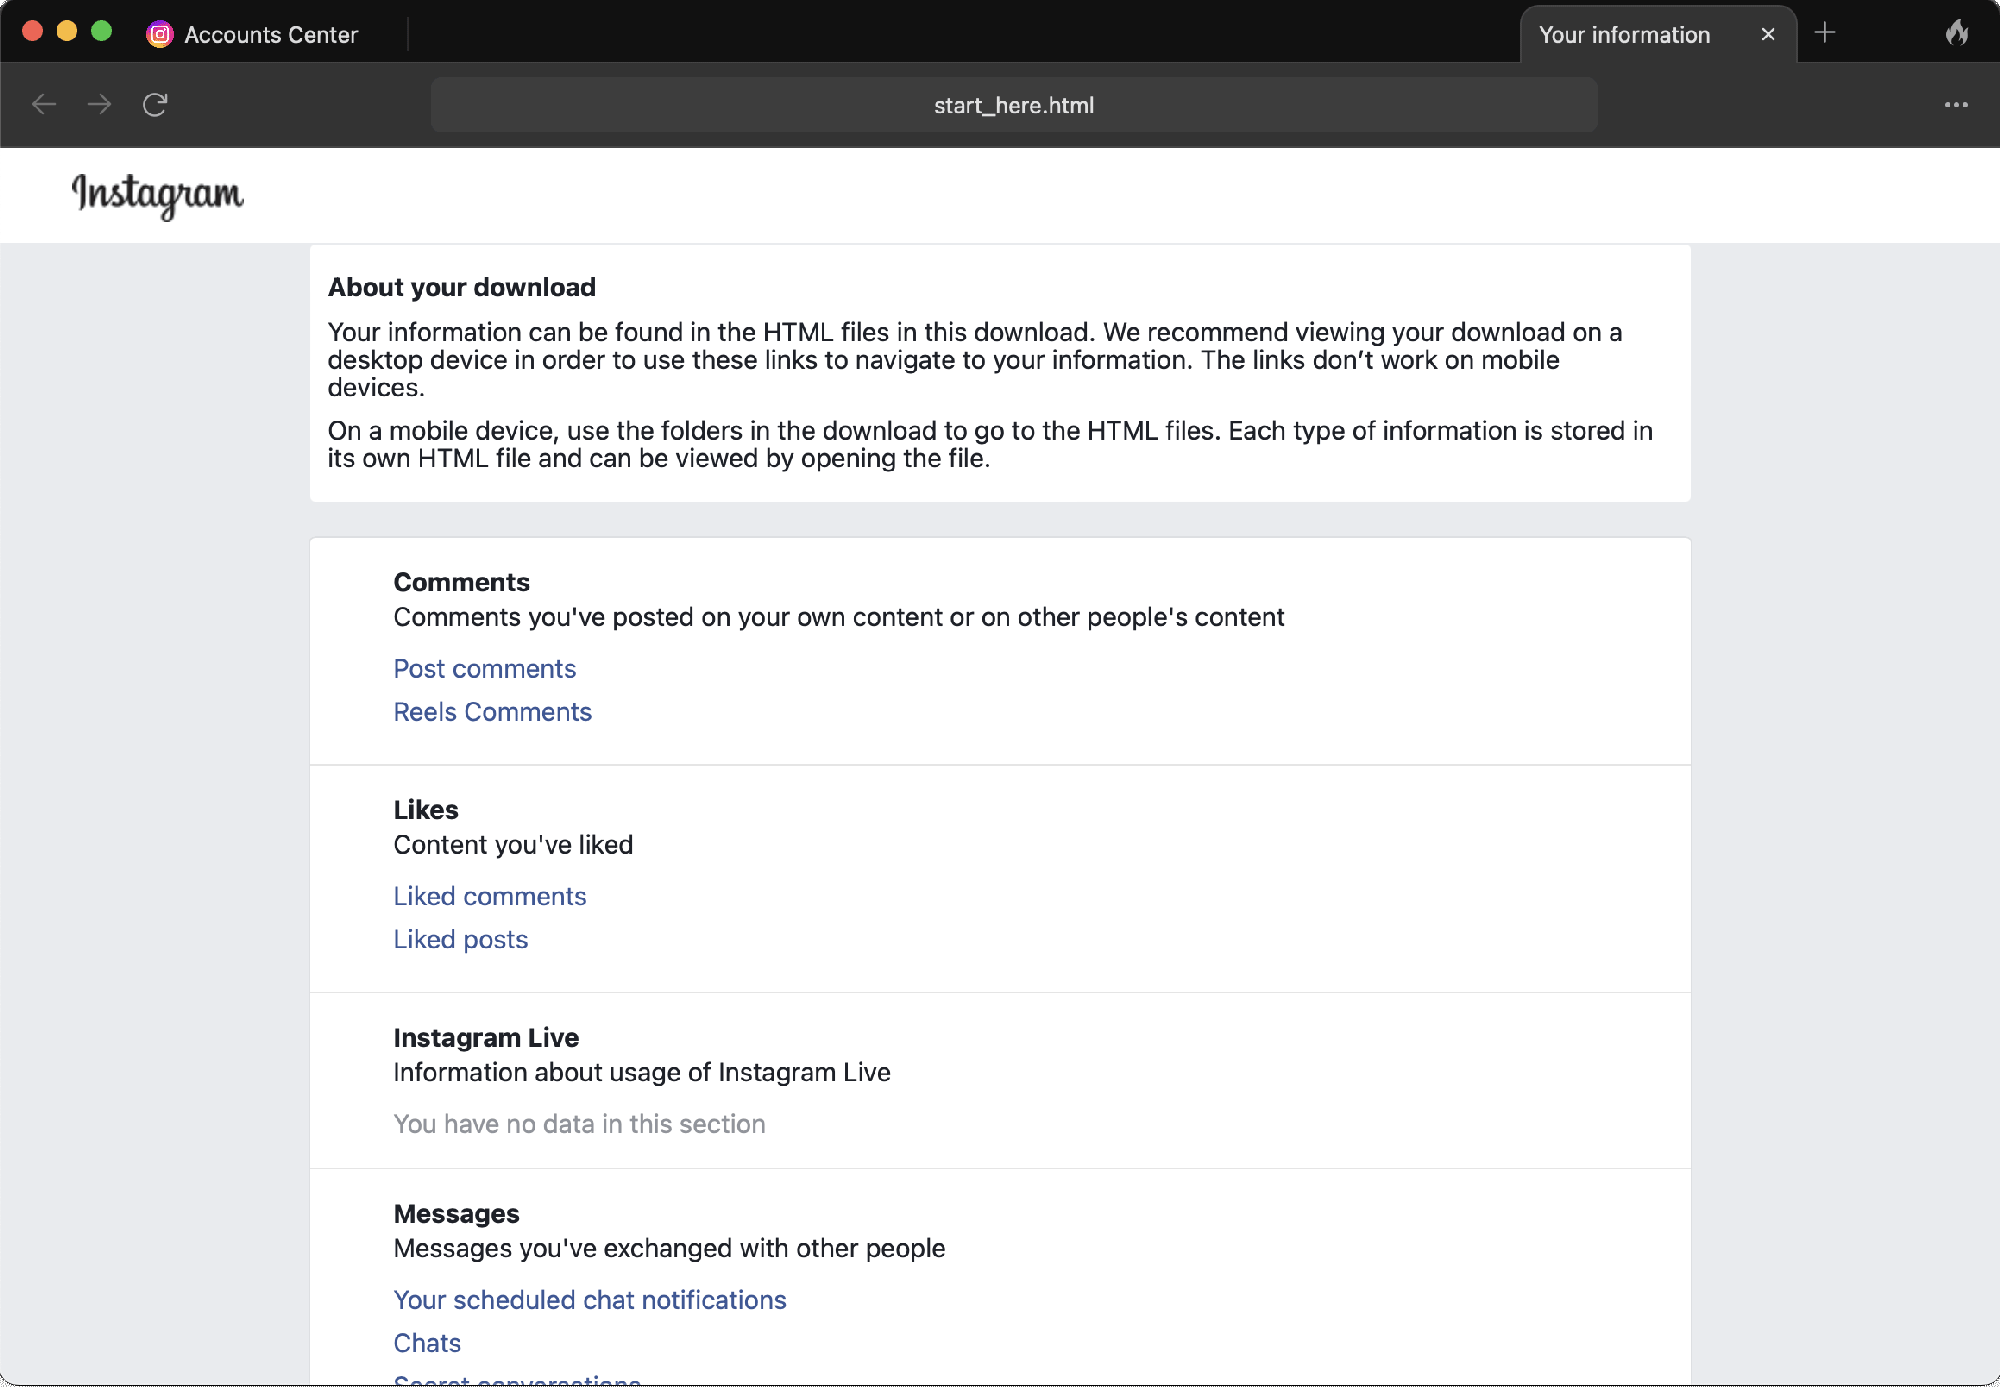 Accounts Center
Your information
start_here.html
Instagram
About your download
Your information can be found in the HTML files in this download. We recommend viewing your download on a
desktop device in order to use these links to navigate to your information. The links don’t work on mobile
devices.
On a mobile device, use the folders in the download to go to the HTML files. Each type of information is stored in
its own HTML file and can be viewed by opening the file.
Comments
Comments you've posted on your own content or on other people's content
Post comments
Reels Comments
Likes
Content you've liked
Liked comments
Liked posts
Instagram Live
Information about usage of Instagram Live
You have no data in this section
Messages
Messages you've exchanged with other people
Your scheduled chat notifications
Chats
Secret conversations